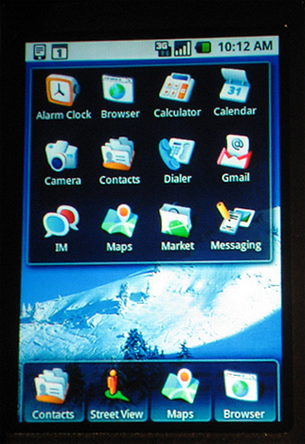 1 3G 10:12 AM
Alarm Clock Browser Calculator Calendar
31
Camera Contacts Dialer Gmail
@
IM Maps Market Messaging
Contacts Street View Maps Browser